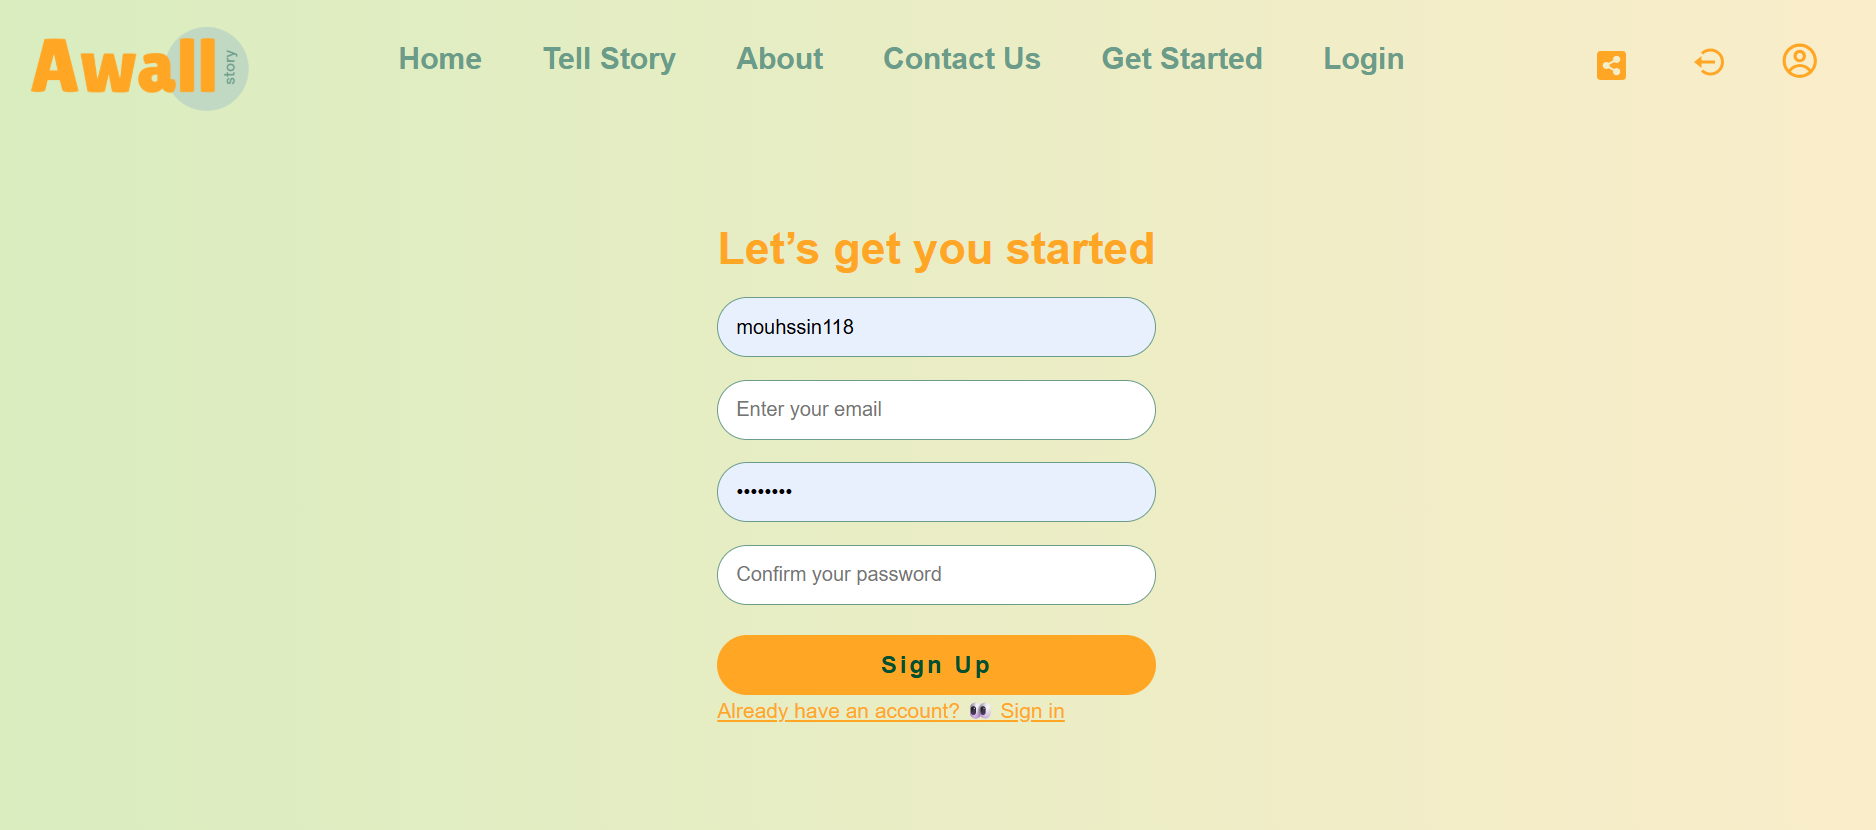 Awall story
Home Tell Story About Contact Us Get Started Login
Let’s get you started
mouhssin118
Enter your email
••••••••
Confirm your password
Sign Up
Already have an account? 👀 Sign in